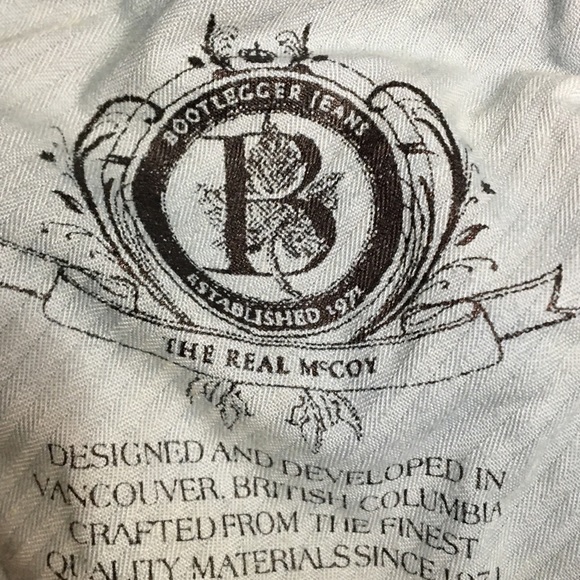 BOOTLEGGER JEANS
B
ESTABLISHED 1971
THE REAL McCOY
DESIGNED AND DEVELOPED IN
VANCOUVER, BRITISH COLUMBIA
CRAFTED FROM THE FINEST
QUALITY MATERIALS SINCE 1971